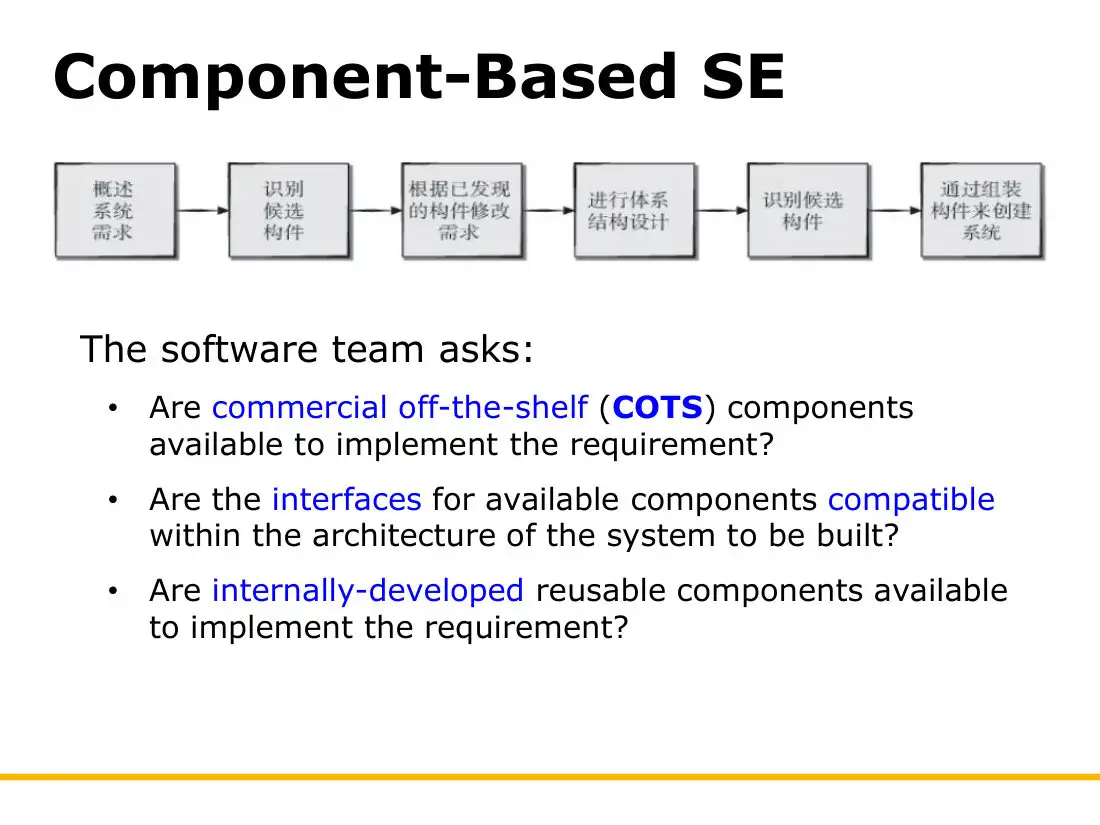 Component-Based SE
概述
系统
需求
识别
候选
构件
根据已发现
的构件修改
需求
进行体系
结构设计
识别候选
构件
通过组装
构件来创建
系统
The software team asks:
• Are commercial off-the-shelf (COTS) components
available to implement the requirement?
• Are the interfaces for available components compatible
within the architecture of the system to be built?
• Are internally-developed reusable components available
to implement the requirement?